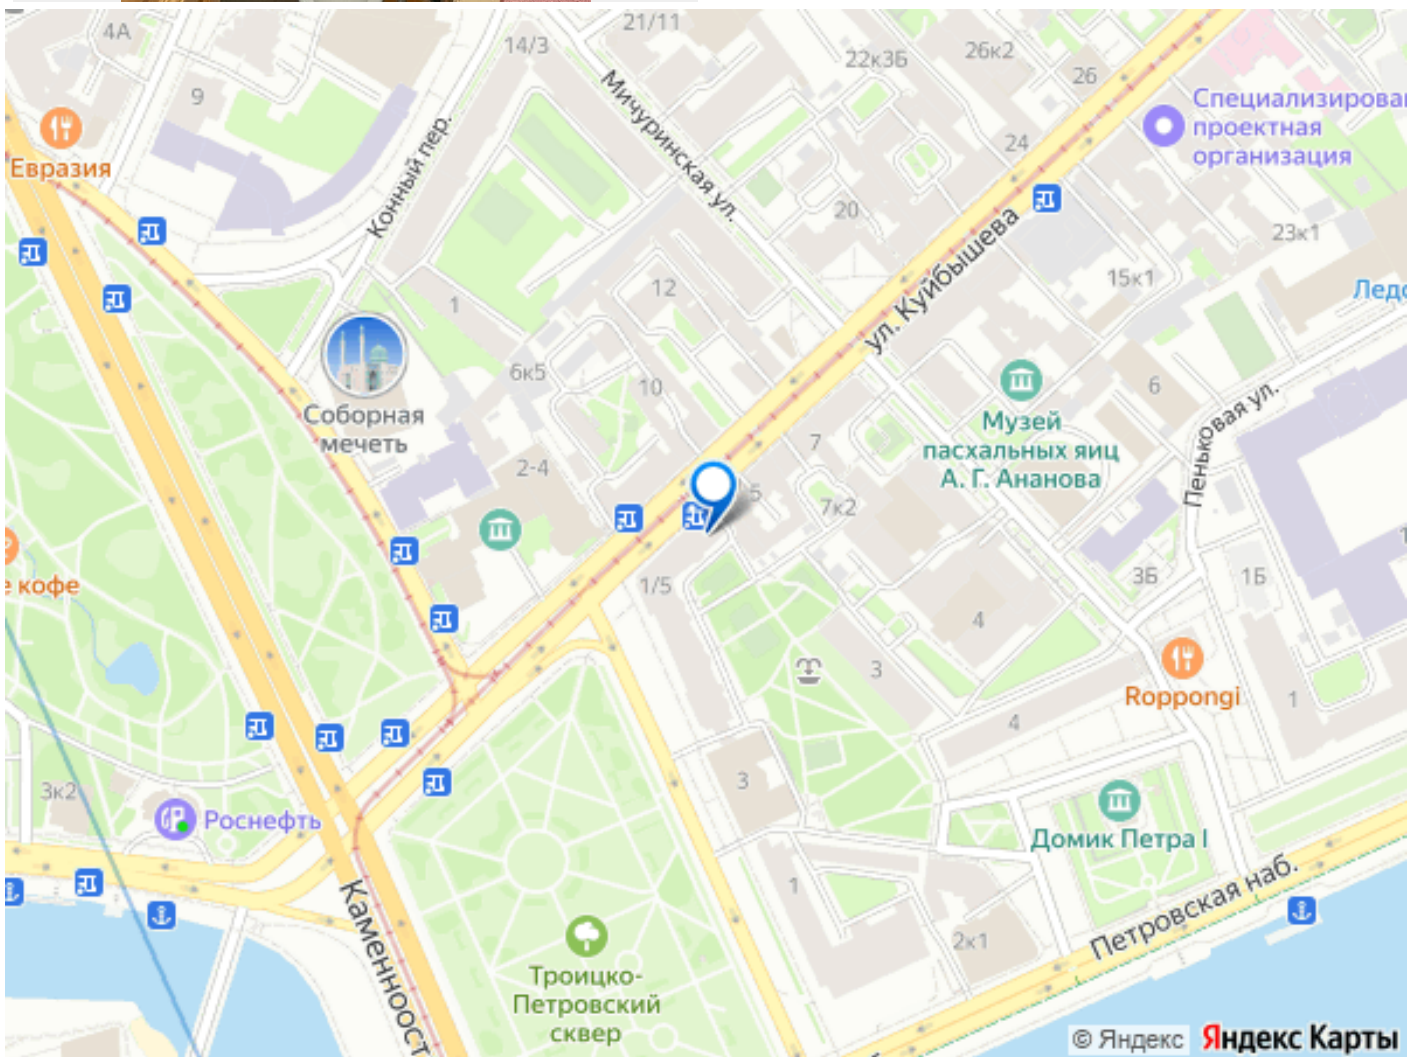 4А
14/3
21/11
22к3Б
26к2
26
9
Евразия
Конный пер.
Мичуринская ул.
Специализирова
проектная
организация
24
20
ул. Куйбышева
23к1
15к1
Ледо
12
1
6к5
10
Соборная
мечеть
2-4
Музей
пасхальных яиц
А. Г. Ананова
6
Пеньковая ул.
7
5
7к2
1/5
е кофе
3Б
1Б
1
4
3
Roppongi
1
4
3
3к2
Роснефть
Домик Петра I
1
Каменноост
Петровская наб.
2к1
Троицко-
Петровский
сквер
© Яндекс
Яндекс Карты